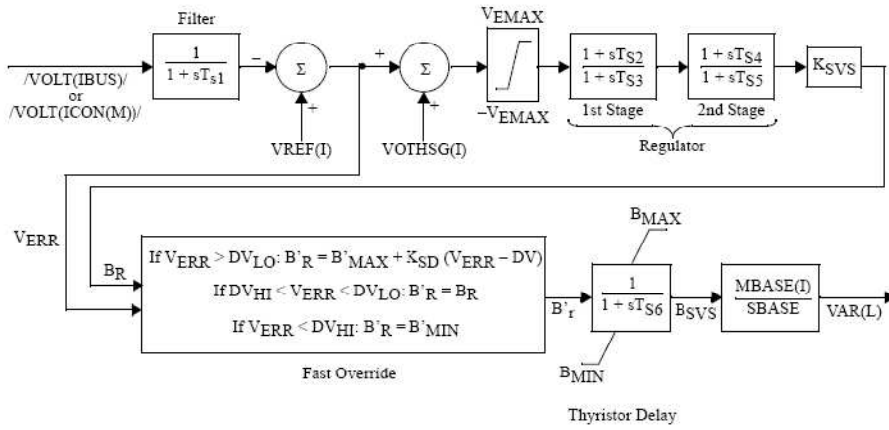 Filter
1
1 + sTs1
/VOLT(IBUS)/
or
/VOLT(ICON(M))/
−
Σ
+
VREF(I)
+
Σ
+
VOTHSG(I)
VEMAX
−VEMAX
1 + sTS2
1 + sTS3
1st Stage
1 + sTS4
1 + sTS5
2nd Stage
Regulator
KSVS
VERR
BR
If VERR > DVLO: B'R = B'MAX + KSD (VERR – DV)
If DVHI < VERR < DVLO: B'R = BR
If VERR < DVHI: B'R = B'MIN
Fast Override
B'r
BMAX
1
1 + sTS6
BMIN
Thyristor Delay
BSVS
MBASE(I)
SBASE
VAR(L)